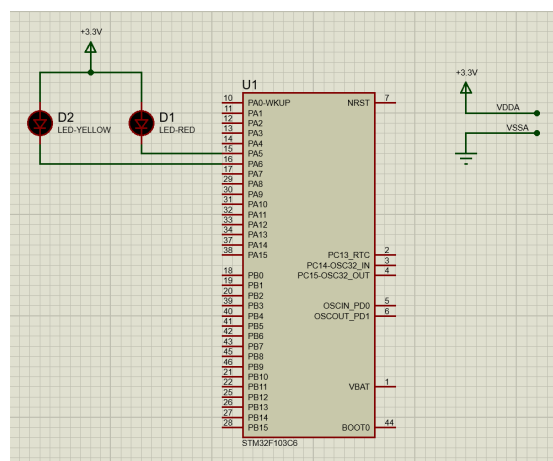 +3.3V
D2
LED-YELLOW
D1
LED-RED
U1
10 PA0-WKUP
11 PA1
12 PA2
13 PA3
14 PA4
15 PA5
16 PA6
17 PA7
29 PA8
30 PA9
31 PA10
32 PA11
33 PA12
34 PA13
37 PA14
38 PA15
18 PB0
19 PB1
20 PB2
39 PB3
40 PB4
41 PB5
42 PB6
43 PB7
45 PB8
46 PB9
21 PB10
22 PB11
25 PB12
26 PB13
27 PB14
28 PB15
NRST 7
PC13_RTC 2
PC14-OSC32_IN 3
PC15-OSC32_OUT 4
OSCIN_PD0 5
OSCOUT_PD1 6
VBAT 1
BOOT0 44
STM32F103C6
+3.3V
VDDA
VSSA